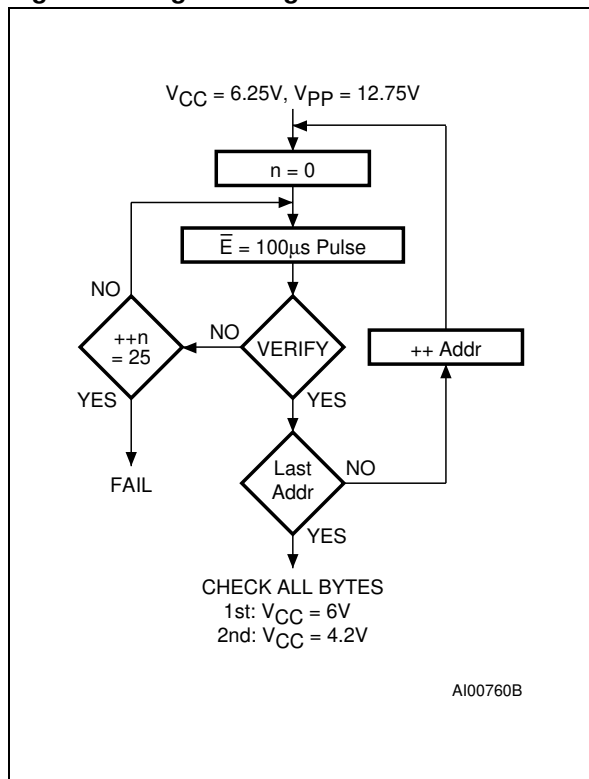 VCC = 6.25V, VPP = 12.75V
n = 0
E̅ = 100µs Pulse
NO
++n
= 25
NO
VERIFY
++ Addr
YES
YES
Last
Addr
NO
FAIL
YES
CHECK ALL BYTES
1st: VCC = 6V
2nd: VCC = 4.2V
AI00760B